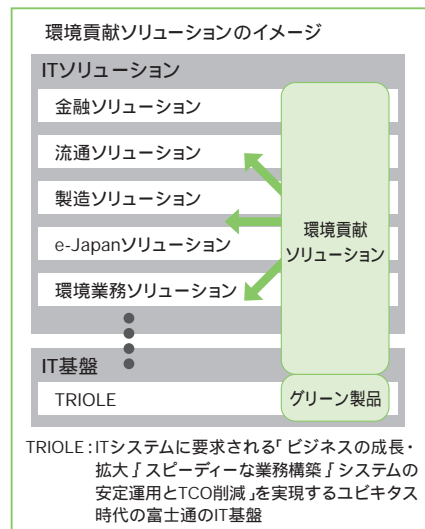 環境貢献ソリューションのイメージ
ITソリューション
金融ソリューション
流通ソリューション
製造ソリューション
e-Japanソリューション
環境業務ソリューション
環境貢献
ソリューション
IT基盤
TRIOLE
グリーン製品
TRIOLE:ITシステムに要求される「ビジネスの成長・
拡大」「スピーディーな業務構築」「システムの
安定運用とTCO削減」を実現するユビキタス
時代の富士通のIT基盤